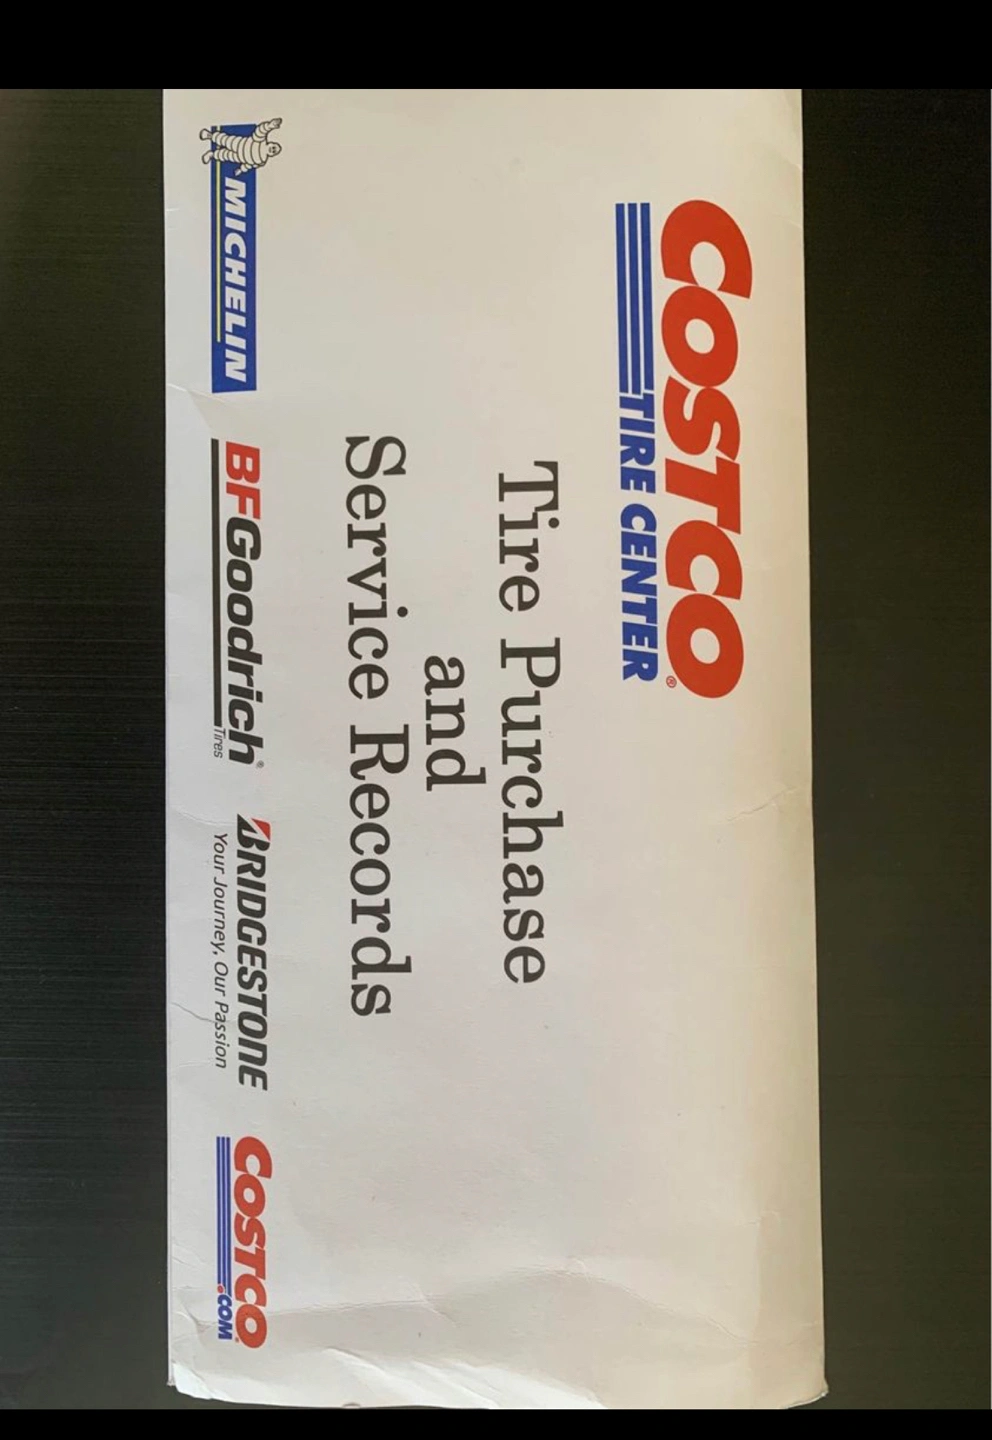 COSTCO®
TIRE CENTER
Tire Purchase
and
Service Records
MICHELIN
BFGoodrich®
Tires
BRIDGESTONE
Your Journey, Our Passion
COSTCO
.COM